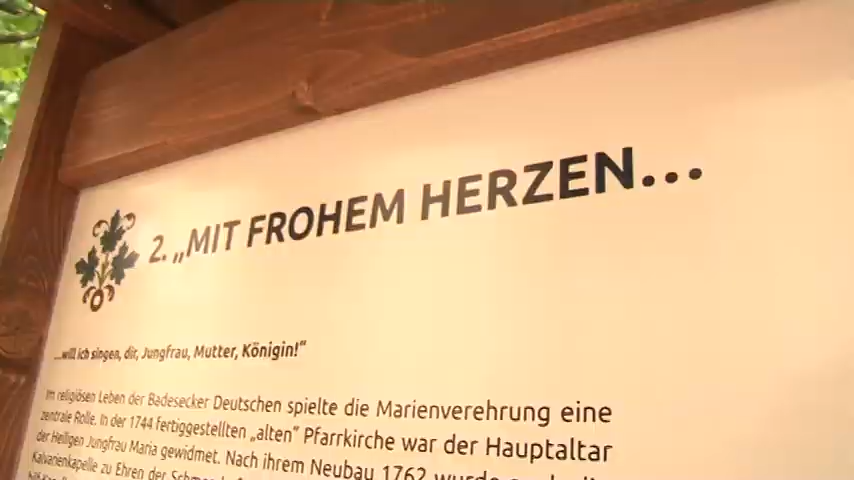 2. „MIT FROHEM HERZEN...
...will ich singen, dir, Jungfrau, Mutter, Königin!“
Im religiösen Leben der Badesecker Deutschen spielte die Marienverehrung eine
zentrale Rolle. In der 1744 fertiggestellten „alten“ Pfarrkirche war der Hauptaltar
der Heiligen Jungfrau Maria gewidmet. Nach ihrem Neubau 1762 wurde
Kalvarienkapelle zu Ehren der